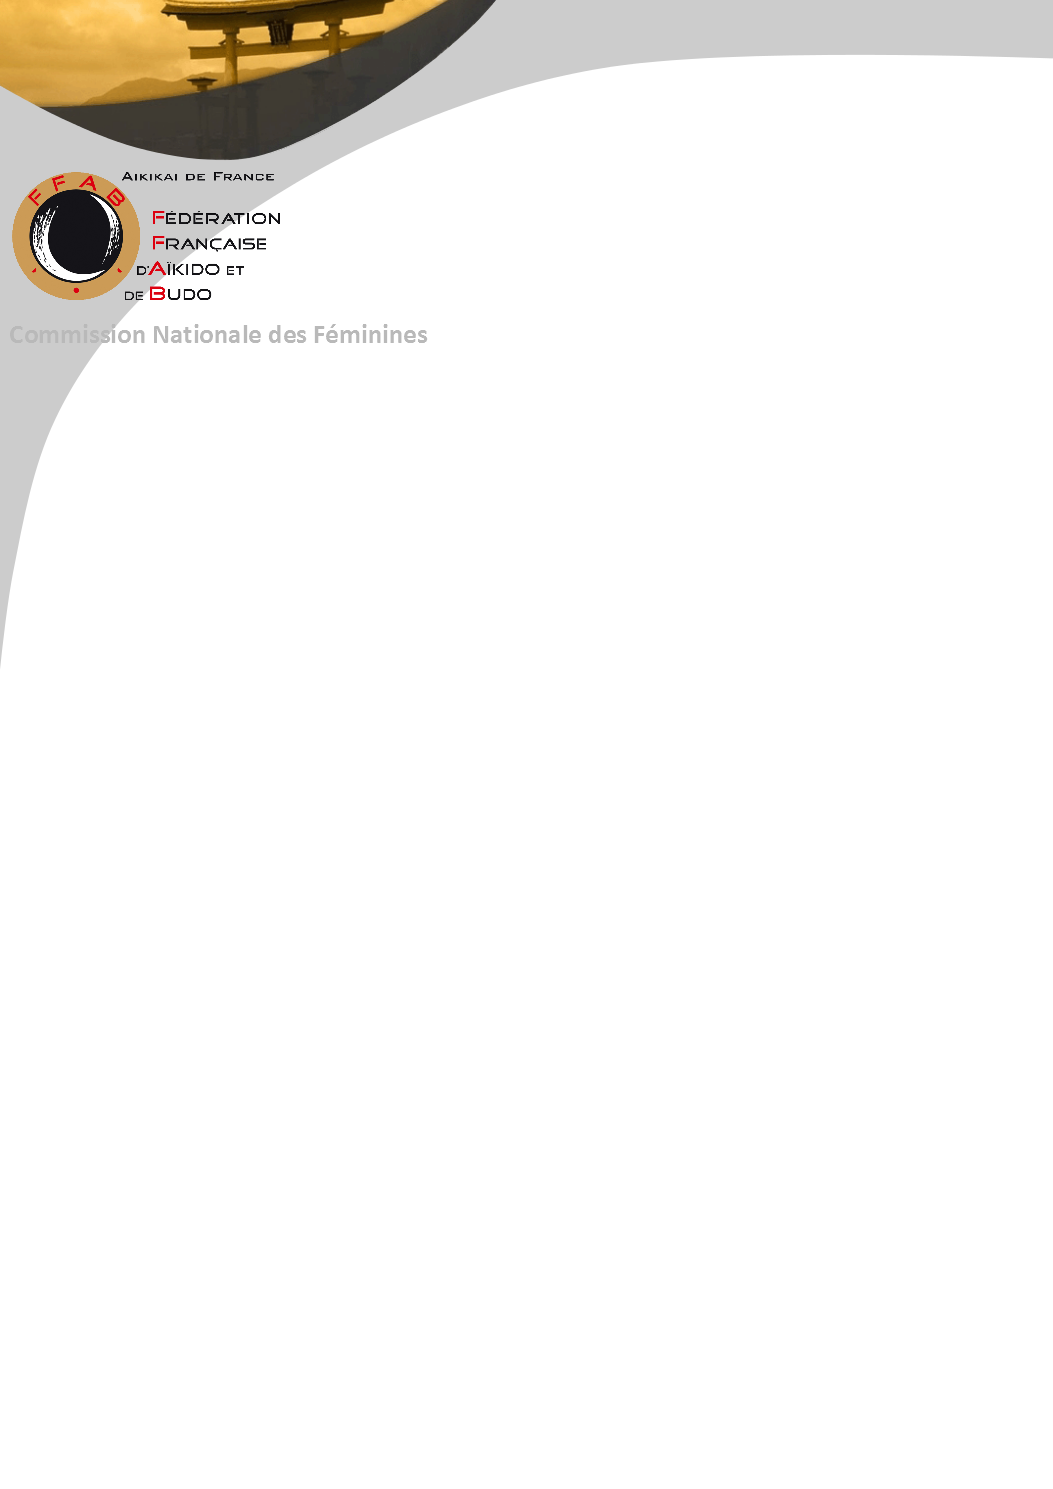 AIKIKAI DE FRANCE
FFAB
FÉDÉRATION
FRANÇAISE
D'AÏKIDO ET
DE BUDO
Commission Nationale des Féminines